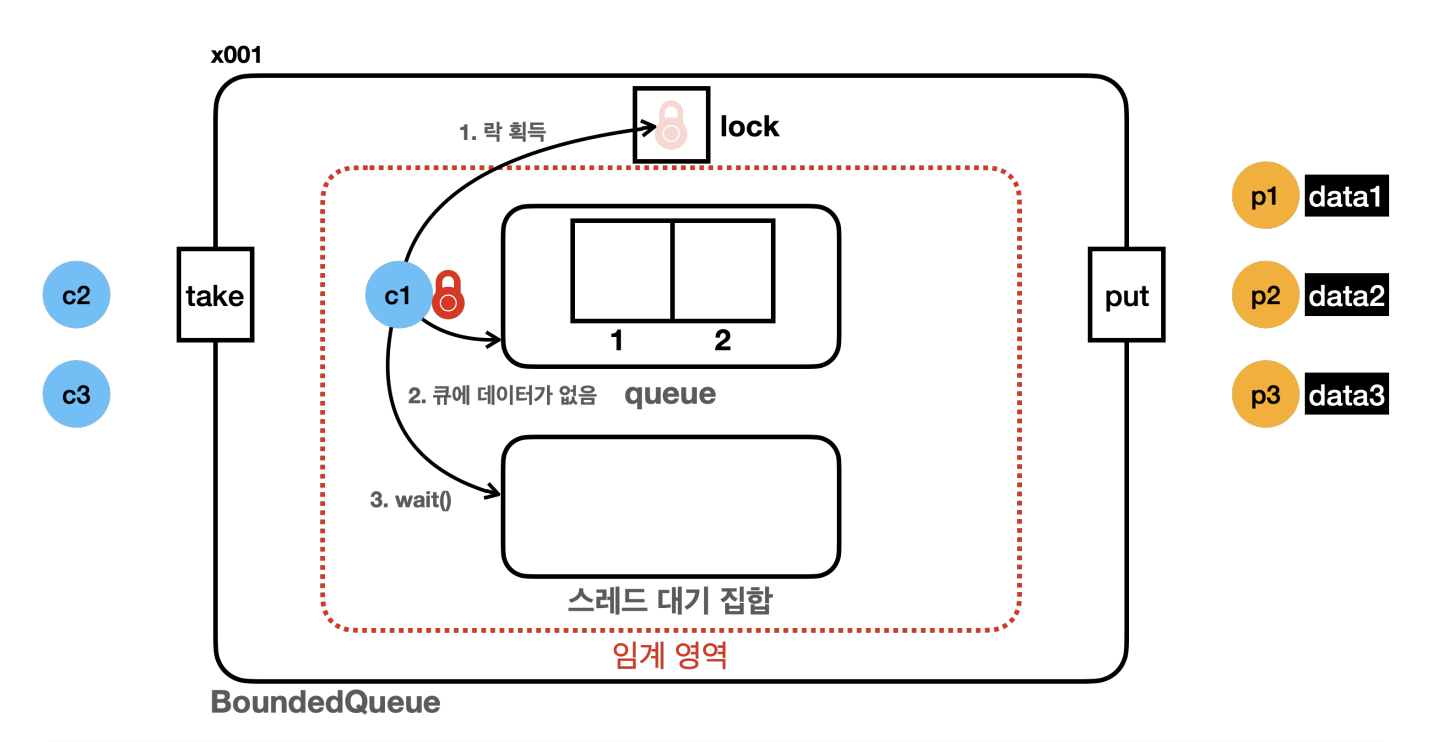 x001
1. 락 획득
lock
p1
data1
c2
take
c1
1
2
put
p2
data2
c3
2. 큐에 데이터가 없음
queue
p3
data3
3. wait()
스레드 대기 집합
임계 영역
BoundedQueue